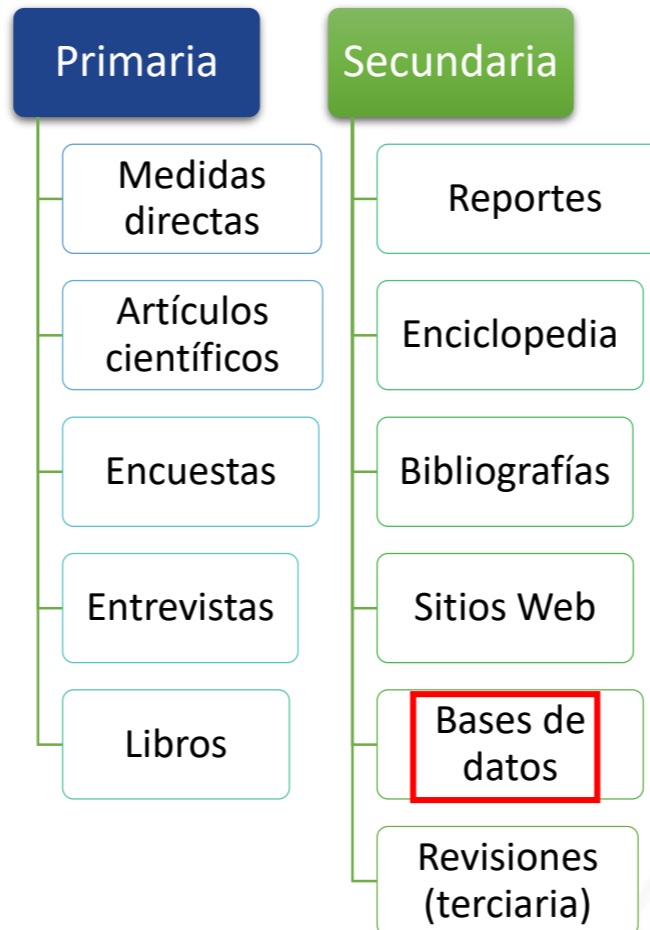 Primaria
Medidas
directas
Artículos
científicos
Encuestas
Entrevistas
Libros
Secundaria
Reportes
Enciclopedia
Bibliografías
Sitios Web
Bases de
datos
Revisiones
(terciaria)